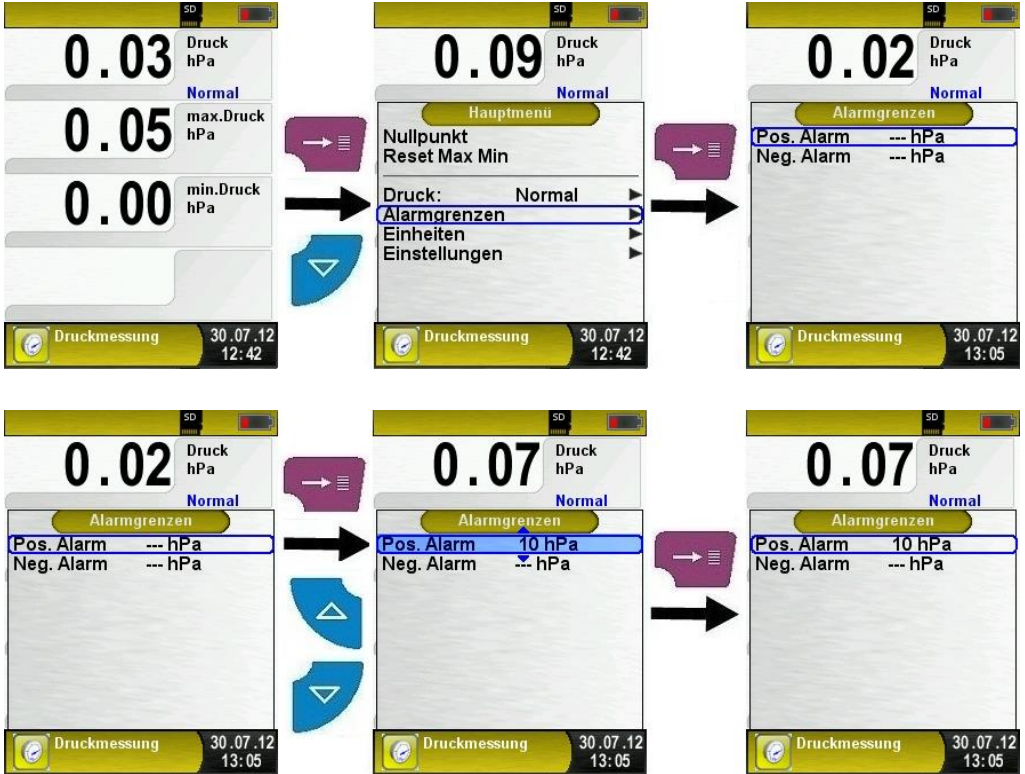 SD
0.03 Druck
hPa
Normal
0.05 max.Druck
hPa
0.00 min.Druck
hPa
Druckmessung 30.07.12
12:42
SD
0.09 Druck
hPa
Normal
Hauptmenü
Nullpunkt
Reset Max Min
Druck: Normal
Alarmgrenzen
Einheiten
Einstellungen
Druckmessung 30.07.12
12:42
SD
0.02 Druck
hPa
Normal
Alarmgrenzen
Pos. Alarm --- hPa
Neg. Alarm --- hPa
Druckmessung 30.07.12
13:05
SD
0.02 Druck
hPa
Normal
Alarmgrenzen
Pos. Alarm --- hPa
Neg. Alarm --- hPa
Druckmessung 30.07.12
13:05
SD
0.07 Druck
hPa
Normal
Alarmgrenzen
Pos. Alarm 10 hPa
Neg. Alarm --- hPa
Druckmessung 30.07.12
13:05
SD
0.07 Druck
hPa
Normal
Alarmgrenzen
Pos. Alarm 10 hPa
Neg. Alarm --- hPa
Druckmessung 30.07.12
13:05